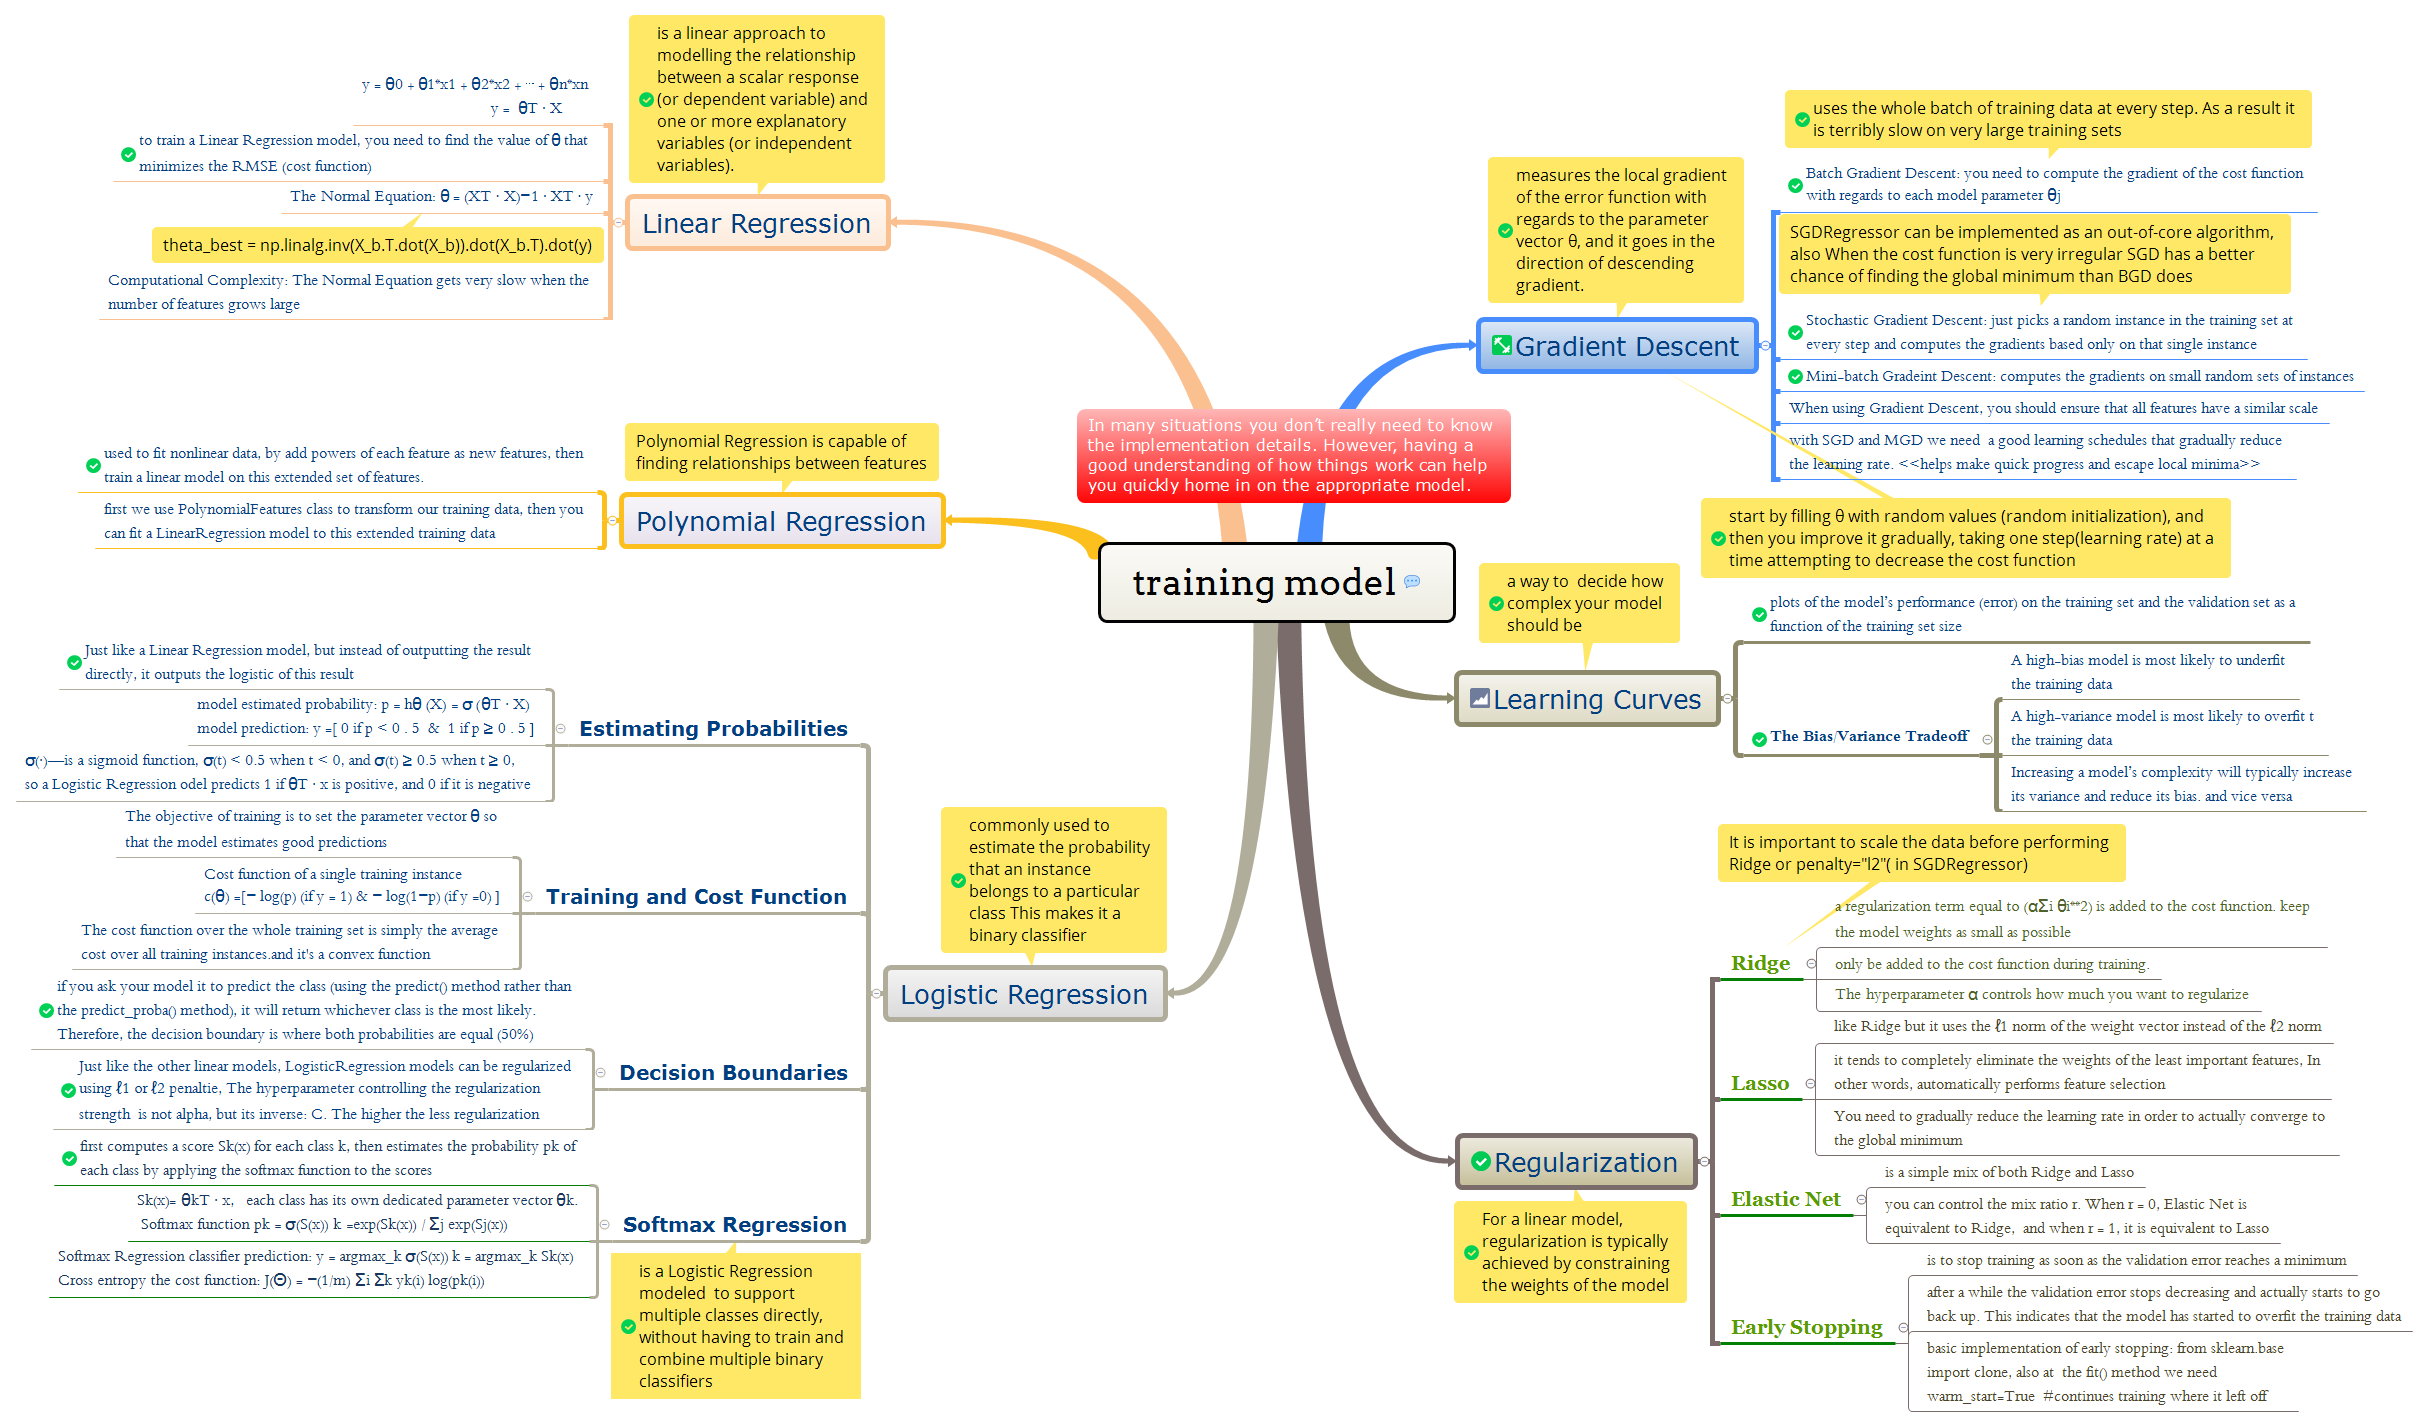 is a linear approach to
modelling the relationship
between a scalar response
(or dependent variable) and
one or more explanatory
variables (or independent
variables).
Linear Regression
y = θ0 + θ1*x1 + θ2*x2 + ··· + θn*xn
y = θT · X
to train a Linear Regression model, you need to find the value of θ that
minimizes the RMSE (cost function)
The Normal Equation: θ = (XT · X)−1 · XT · y
theta_best = np.linalg.inv(X_b.T.dot(X_b)).dot(X_b.T).dot(y)
Computational Complexity: The Normal Equation gets very slow when the
number of features grows large
Polynomial Regression is capable of
finding relationships between features
Polynomial Regression
used to fit nonlinear data, by add powers of each feature as new features, then
train a linear model on this extended set of features.
first we use PolynomialFeatures class to transform our training data, then you
can fit a LinearRegression model to this extended training data
In many situations you don't really need to know
the implementation details. However, having a
good understanding of how things work can help
you quickly home in on the appropriate model.
training model
measures the local gradient
of the error function with
regards to the parameter
vector θ, and it goes in the
direction of descending
gradient.
Gradient Descent
uses the whole batch of training data at every step. As a result it
is terribly slow on very large training sets
Batch Gradient Descent: you need to compute the gradient of the cost function
with regards to each model parameter θj
SGDRegressor can be implemented as an out-of-core algorithm,
also When the cost function is very irregular SGD has a better
chance of finding the global minimum than BGD does
Stochastic Gradient Descent: just picks a random instance in the training set at
every step and computes the gradients based only on that single instance
Mini-batch Gradeint Descent: computes the gradients on small random sets of instances
When using Gradient Descent, you should ensure that all features have a similar scale
with SGD and MGD we need a good learning schedules that gradually reduce
the learning rate. <<helps make quick progress and escape local minima>>
start by filling θ with random values (random initialization), and
then you improve it gradually, taking one step(learning rate) at a
time attempting to decrease the cost function
a way to decide how
complex your model
should be
Learning Curves
plots of the model's performance (error) on the training set and the validation set as a
function of the training set size
The Bias/Variance Tradeoff
A high-bias model is most likely to underfit
the training data
A high-variance model is most likely to overfit t
the training data
Increasing a model's complexity will typically increase
its variance and reduce its bias. and vice versa
commonly used to
estimate the probability
that an instance
belongs to a particular
class This makes it a
binary classifier
Logistic Regression
Estimating Probabilities
Just like a Linear Regression model, but instead of outputting the result
directly, it outputs the logistic of this result
model estimated probability: p = hθ (X) = σ (θT · X)
model prediction: y =[ 0 if p < 0 . 5 & 1 if p ≥ 0 . 5 ]
σ(·)—is a sigmoid function, σ(t) < 0.5 when t < 0, and σ(t) ≥ 0.5 when t ≥ 0,
so a Logistic Regression odel predicts 1 if θT · x is positive, and 0 if it is negative
Training and Cost Function
The objective of training is to set the parameter vector θ so
that the model estimates good predictions
Cost function of a single training instance
c(θ) =[− log(p) (if y = 1) & − log(1−p) (if y =0) ]
The cost function over the whole training set is simply the average
cost over all training instances.and it's a convex function
Decision Boundaries
if you ask your model it to predict the class (using the predict() method rather than
the predict_proba() method), it will return whichever class is the most likely.
Therefore, the decision boundary is where both probabilities are equal (50%)
Just like the other linear models, LogisticRegression models can be regularized
using ℓ1 or ℓ2 penaltie, The hyperparameter controlling the regularization
strength is not alpha, but its inverse: C. The higher the less regularization
Softmax Regression
first computes a score Sk(x) for each class k, then estimates the probability pk of
each class by applying the softmax function to the scores
Sk(x)= θkT · x, each class has its own dedicated parameter vector θk.
Softmax function pk = σ(S(x)) k =exp(Sk(x)) / Σj exp(Sj(x))
Softmax Regression classifier prediction: y = argmax_k σ(S(x)) k = argmax_k Sk(x)
Cross entropy the cost function: J(Θ) = −(1/m) Σi Σk yk(i) log(pk(i))
is a Logistic Regression
modeled to support
multiple classes directly,
without having to train and
combine multiple binary
classifiers
Regularization
For a linear model,
regularization is typically
achieved by constraining
the weights of the model
It is important to scale the data before performing
Ridge or penalty="l2"( in SGDRegressor)
Ridge
a regularization term equal to (αΣi θi**2) is added to the cost function. keep
the model weights as small as possible
only be added to the cost function during training.
The hyperparameter α controls how much you want to regularize
Lasso
like Ridge but it uses the ℓ1 norm of the weight vector instead of the ℓ2 norm
it tends to completely eliminate the weights of the least important features, In
other words, automatically performs feature selection
You need to gradually reduce the learning rate in order to actually converge to
the global minimum
Elastic Net
is a simple mix of both Ridge and Lasso
you can control the mix ratio r. When r = 0, Elastic Net is
equivalent to Ridge, and when r = 1, it is equivalent to Lasso
Early Stopping
is to stop training as soon as the validation error reaches a minimum
after a while the validation error stops decreasing and actually starts to go
back up. This indicates that the model has started to overfit the training data
basic implementation of early stopping: from sklearn.base
import clone, also at the fit() method we need
warm_start=True #continues training where it left off